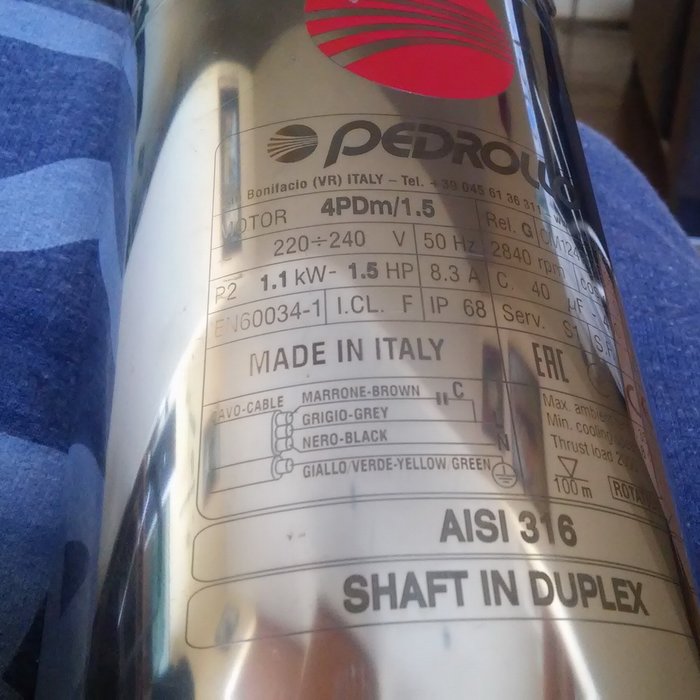 PEDROLLO
Bonifacio (VR) ITALY – Tel. +39 045 61 36 311
MOTOR 4PDm/1.5 Rel. G
220÷240 V 50 Hz 2840 rpm
P2 1.1 kW- 1.5 HP 8.3 A C. 40 µF
EN60034-1 I.CL. F IP 68 Serv. S1 S.F.
MADE IN ITALY EAC
CAVO-CABLE
MARRONE-BROWN C
GRIGIO-GREY
NERO-BLACK N
GIALLO/VERDE-YELLOW GREEN
Max.
Min. cooling
Thrust load
100 m
AISI 316
SHAFT IN DUPLEX